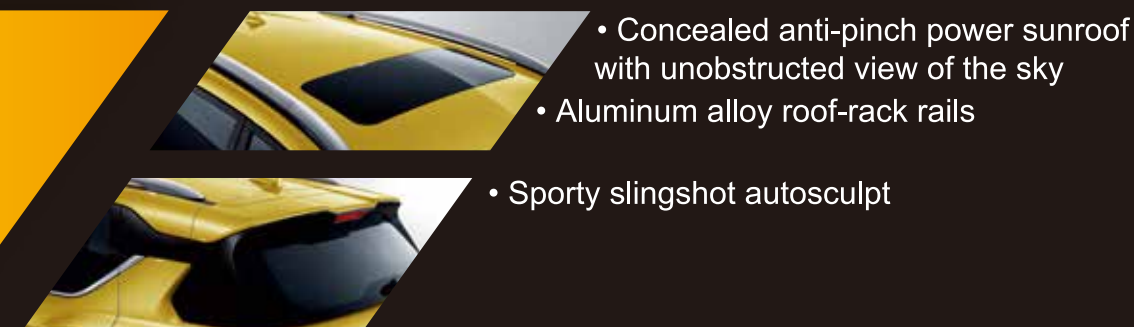 • Concealed anti-pinch power sunroof
with unobstructed view of the sky
• Aluminum alloy roof-rack rails
• Sporty slingshot autosculpt